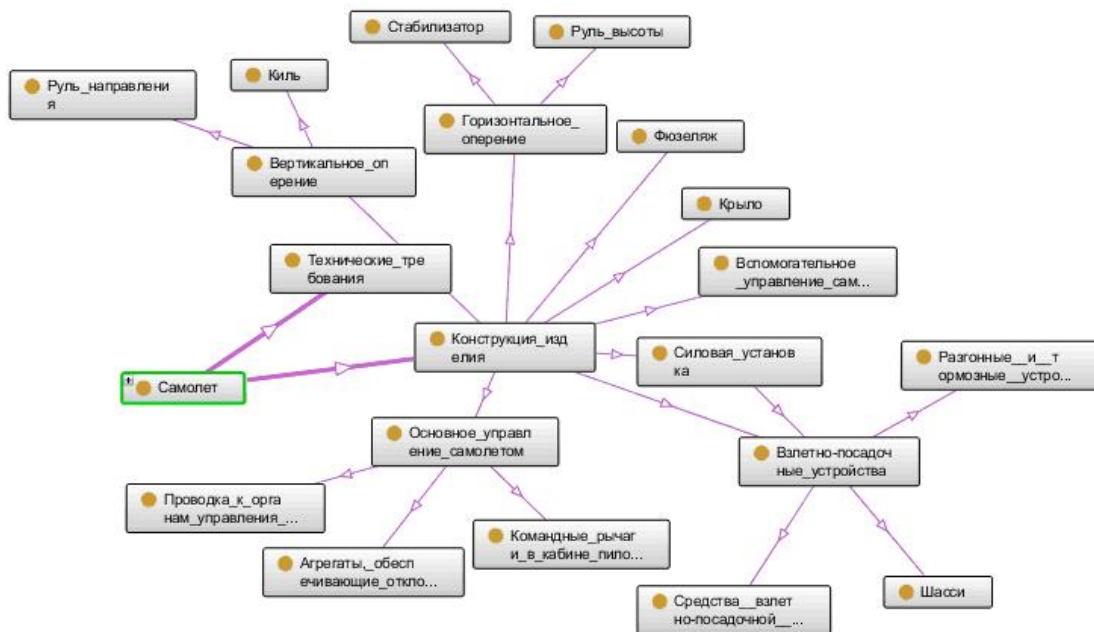 Стабилизатор
Руль_высоты
Руль_направлени
я
Киль
Горизонтальное_
оперение
Фюзеляж
Вертикальное_оп
ерение
Крыло
Технические_тре
бования
Вспомогательное
_управление_сам...
Конструкция_изд
елия
Силовая_установ
ка
Разгонные__и__т
ормозные__устро...
Самолет
Основное_управл
ение_самолетом
Взлетно-посадоч
ные_устройства
Проводка_к_орга
нам_управления_...
Командные_рычаг
и_в_кабине_пило...
Агрегаты,_обесп
ечивающие_откло...
Средства__взлет
но-посадочной__...
Шасси